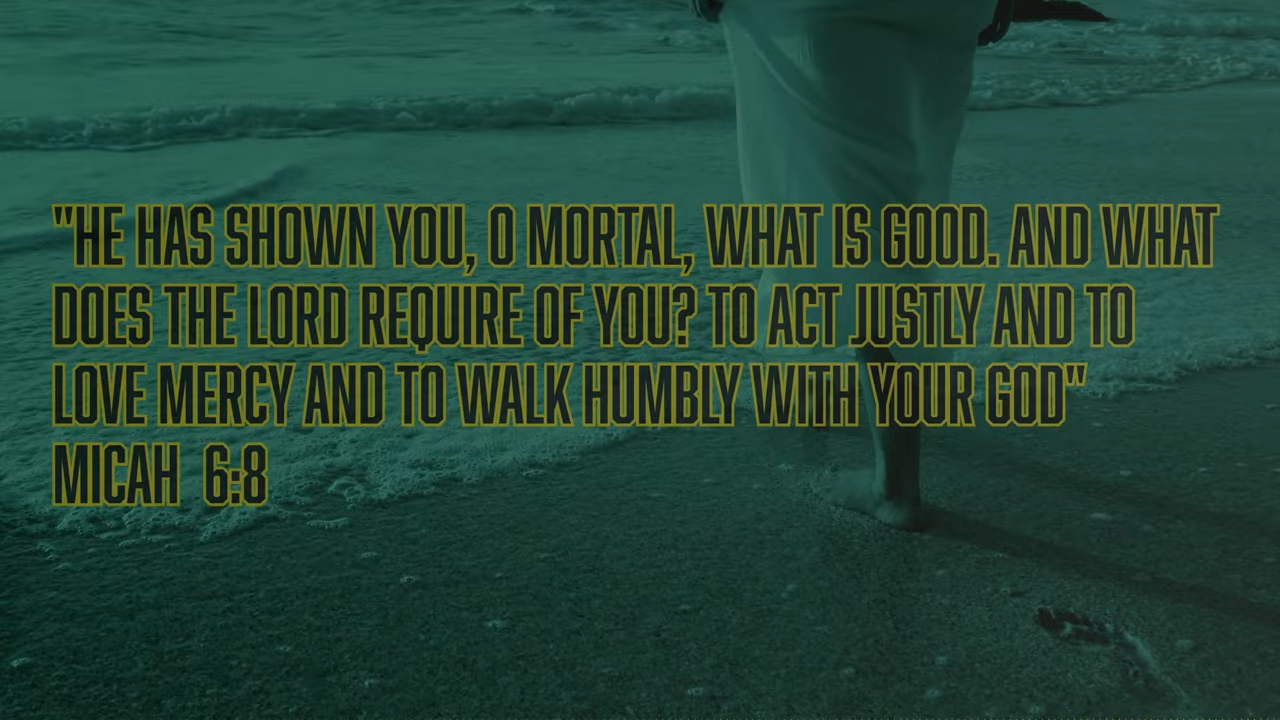 "HE HAS SHOWN YOU, O MORTAL, WHAT IS GOOD. AND WHAT
DOES THE LORD REQUIRE OF YOU? TO ACT JUSTLY AND TO
LOVE MERCY AND TO WALK HUMBLY WITH YOUR GOD"
MICAH  6:8